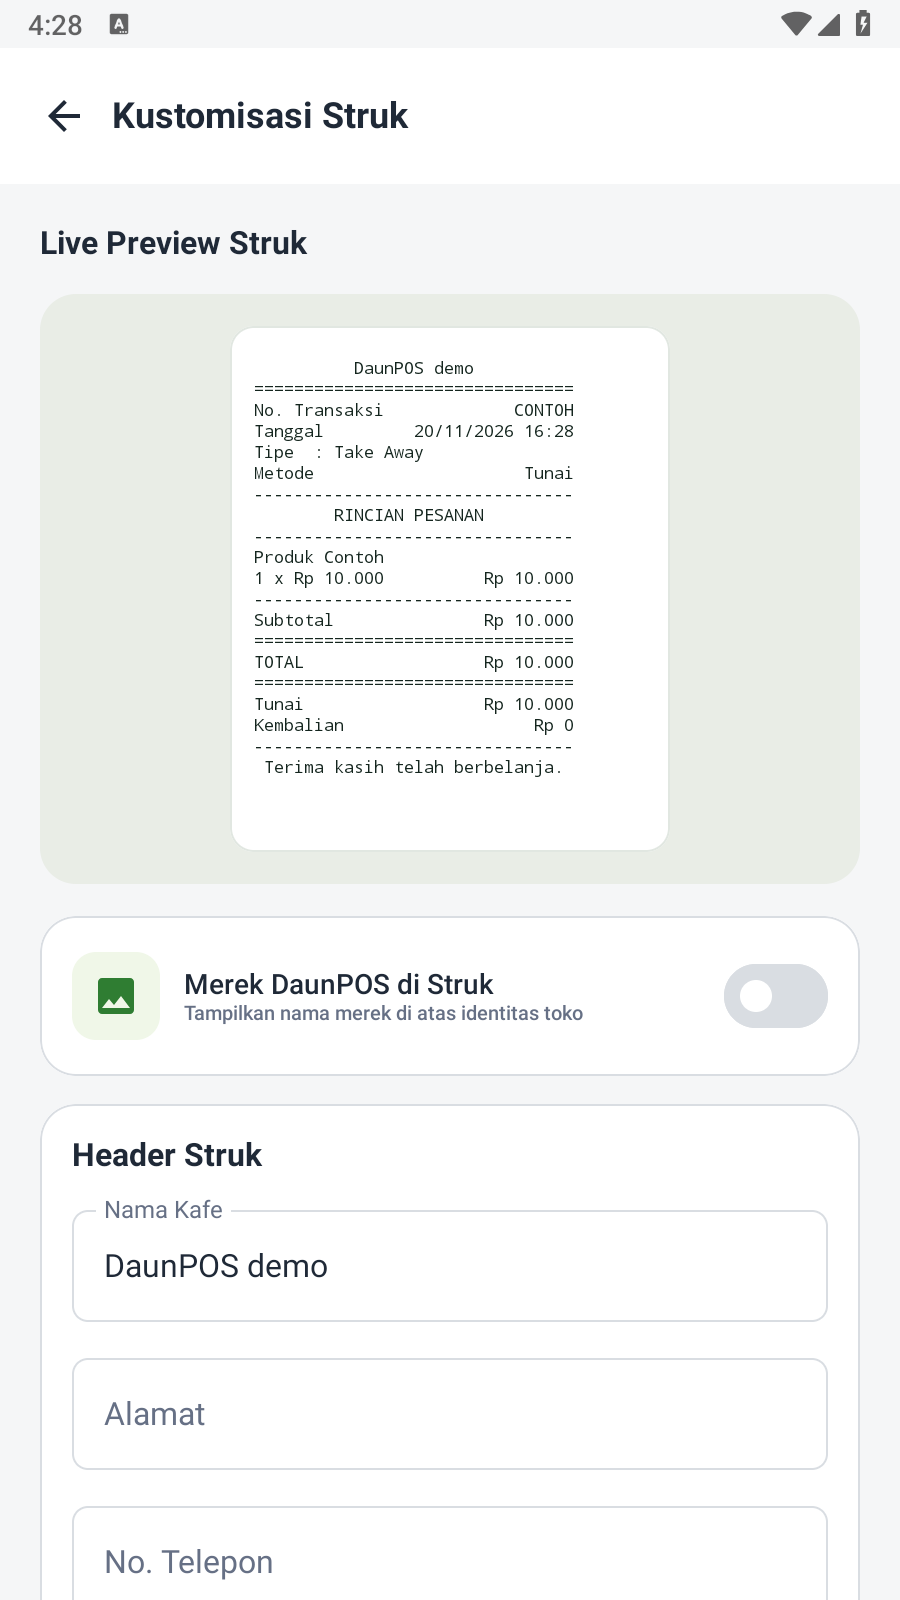 4:28
A
Kustomisasi Struk
Live Preview Struk
DaunPOS demo
================================
No. Transaksi CONTOH
Tanggal 20/11/2026 16:28
Tipe : Take Away
Metode Tunai
--------------------------------
RINCIAN PESANAN
--------------------------------
Produk Contoh
1 x Rp 10.000 Rp 10.000
--------------------------------
Subtotal Rp 10.000
================================
TOTAL Rp 10.000
================================
Tunai Rp 10.000
Kembalian Rp 0
--------------------------------
Terima kasih telah berbelanja.
Merek DaunPOS di Struk
Tampilkan nama merek di atas identitas toko
Header Struk
Nama Kafe
DaunPOS demo
Alamat
No. Telepon